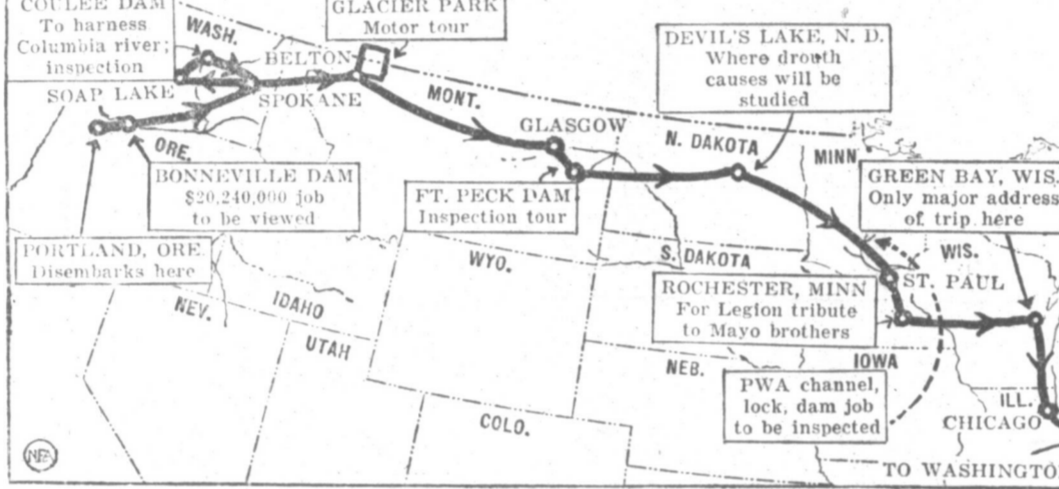 COULEE DAM
To harness
Columbia river;
inspection
GLACIER PARK
Motor tour
WASH.
BELTON
SOAP LAKE
SPOKANE
MONT.
DEVIL'S LAKE, N. D.
Where drouth
causes will be
studied
GLASGOW
N. DAKOTA
MINN
ORE.
BONNEVILLE DAM
$20,240,000 job
to be viewed
FT. PECK DAM
Inspection tour
GREEN BAY, WIS.
Only major address
of trip here
PORTLAND, ORE.
Disembarks here
WYO.
S. DAKOTA
WIS.
ST. PAUL
ROCHESTER, MINN
For Legion tribute
to Mayo brothers
IDAHO
NEV.
UTAH
NEB.
IOWA
PWA channel,
lock, dam job
to be inspected
ILL.
CHICAGO
COLO.
NEA
TO WASHINGTON